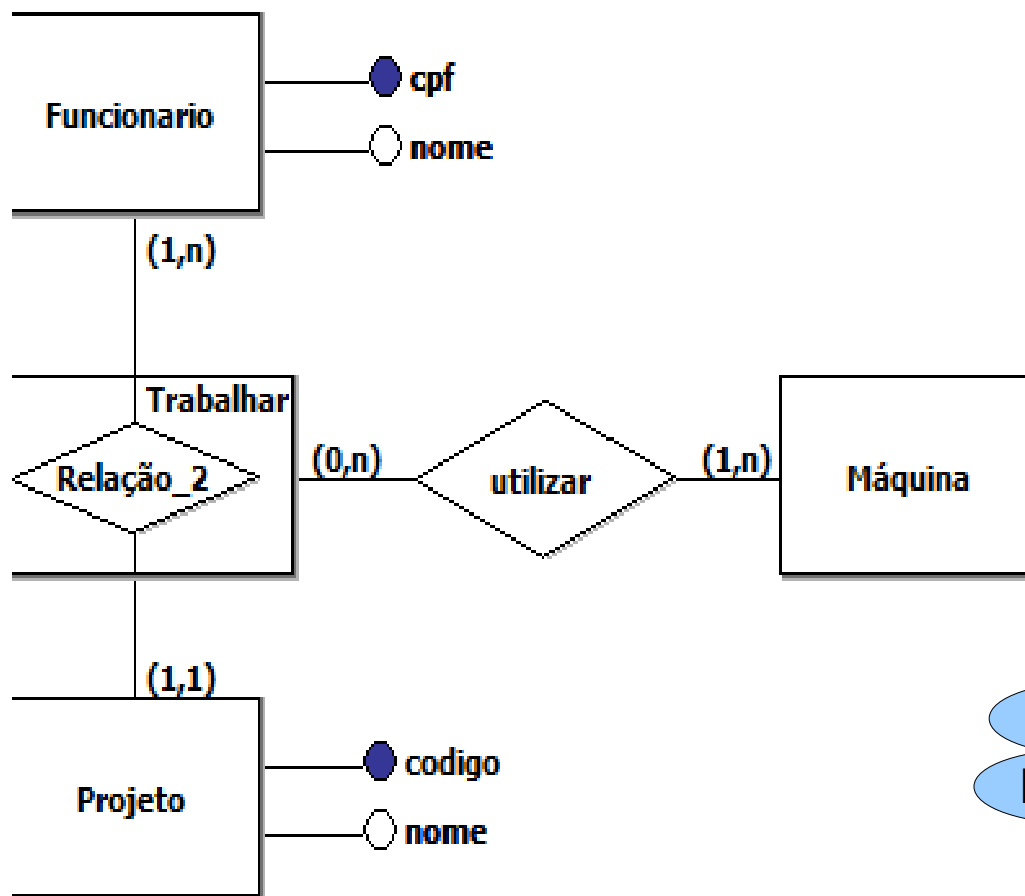 cpf
Funcionario
nome
(1,n)
Trabalhar
(0,n)
(1,n)
Relação_2
utilizar
Máquina
(1,1)
codigo
Projeto
nome